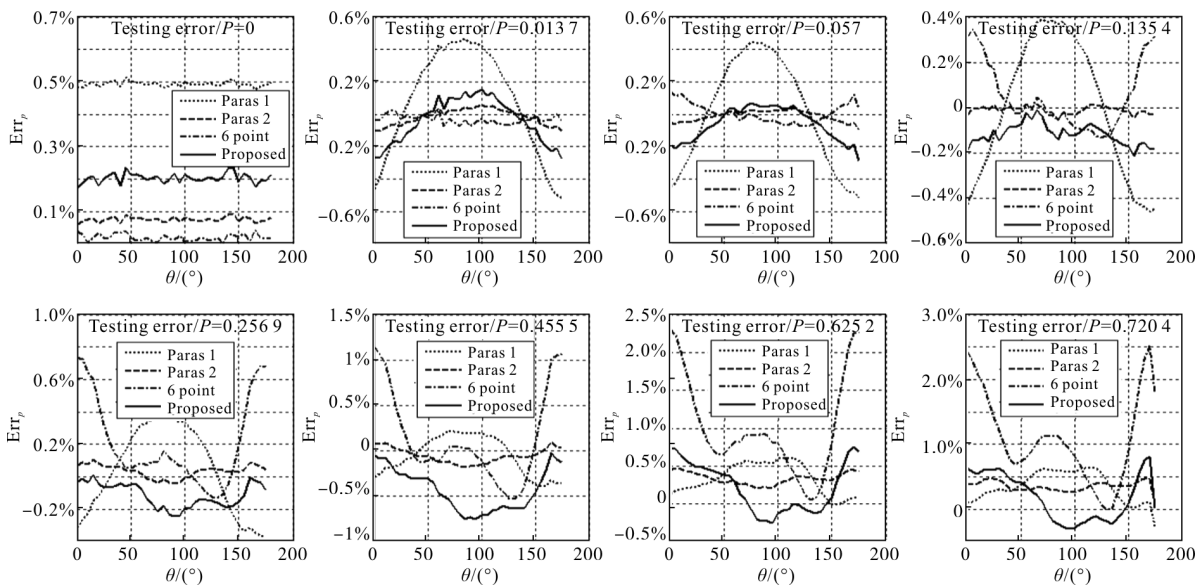 Testing error/P=0
0.7%
0.5%
0.3%
0.1%
Err_p
Paras 1
Paras 2
6 point
Proposed
0 50 100 150 200
θ/(°)
Testing error/P=0.013 7
0.6%
0.2%
0.2%
−0.6%
Err_p
Paras 1
Paras 2
6 point
Proposed
0 50 100 150 200
θ/(°)
Testing error/P=0.057
0.6%
0.2%
0.2%
−0.6%
Err_p
Paras 1
Paras 2
6 point
Proposed
0 50 100 150 200
θ/(°)
Testing error/P=0.135 4
0.4%
0.2%
0
−0.2%
−0.4%
−0.6%
Err_p
Paras 1
Paras 2
6 point
Proposed
0 50 100 150 200
θ/(°)
Testing error/P=0.256 9
1.0%
0.6%
0.2%
−0.2%
Err_p
Paras 1
Paras 2
6 point
Proposed
0 50 100 150 200
θ/(°)
Testing error/P=0.455 5
1.5%
1%
0.5%
0
−0.5%
−1%
Err_p
Paras 1
Paras 2
6 point
Proposed
0 50 100 150 200
θ/(°)
Testing error/P=0.625 2
2.5%
2.0%
1.5%
1.0%
0.5%
0
−0.5%
Err_p
Paras 1
Paras 2
6 point
Proposed
0 50 100 150 200
θ/(°)
Testing error/P=0.720 4
3.0%
2.0%
1.0%
0
Err_p
Paras 1
Paras 2
6 point
Proposed
0 50 100 150 200
θ/(°)